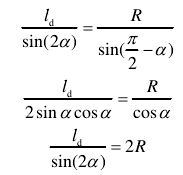 l_d / sin(2α) = R / sin(π/2 − α)
l_d / 2 sin α cos α = R / cos α
l_d / sin(2α) = 2R